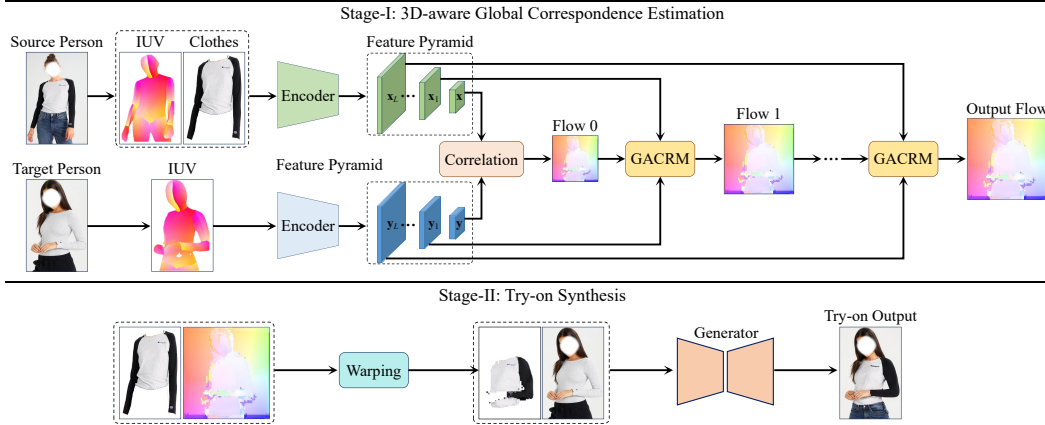 Stage-I: 3D-aware Global Correspondence Estimation
Source Person
IUV
Clothes
Encoder
Feature Pyramid
x_L ... x_1 x
Target Person
IUV
Encoder
Feature Pyramid
y_L ... y_1 y
Correlation
Flow 0
GACRM
Flow 1
...
GACRM
Output Flow
Stage-II: Try-on Synthesis
Warping
Generator
Try-on Output